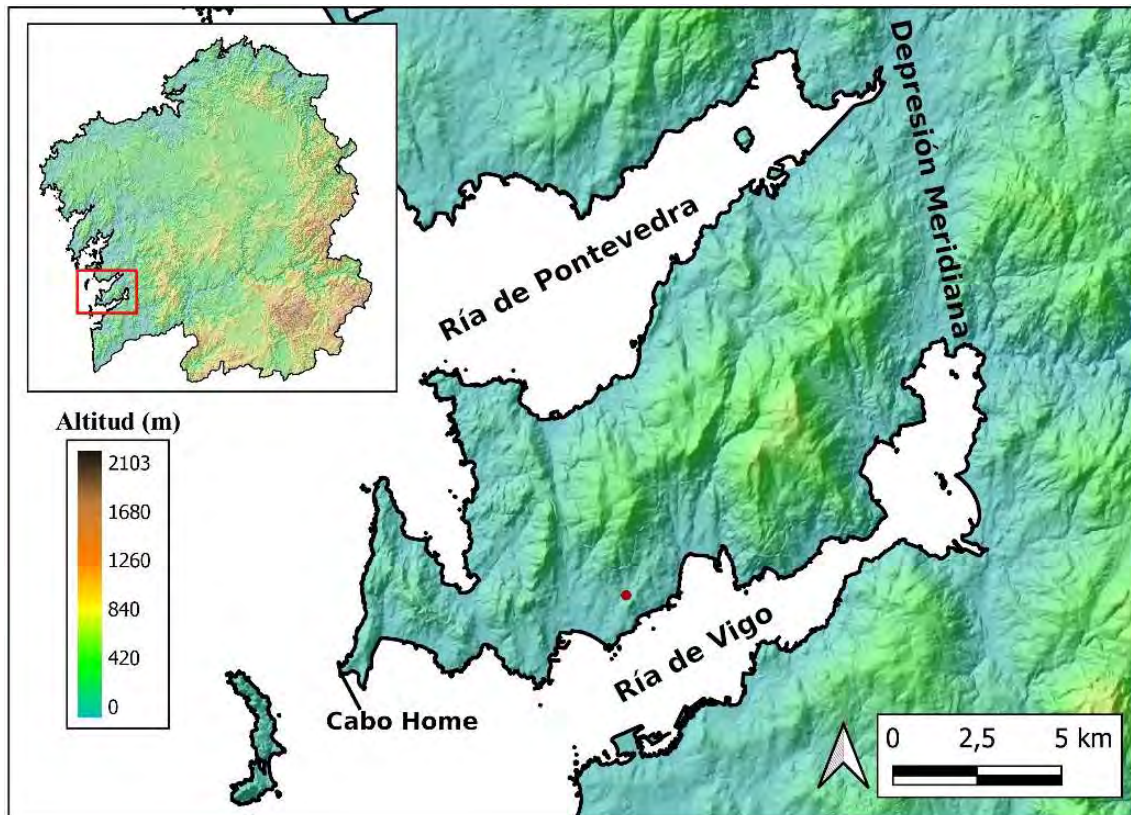 Depresión Meridiana
Ría de Pontevedra
Altitud (m)
2103
1680
1260
840
420
0
Ría de Vigo
Cabo Home
0 2,5 5 km